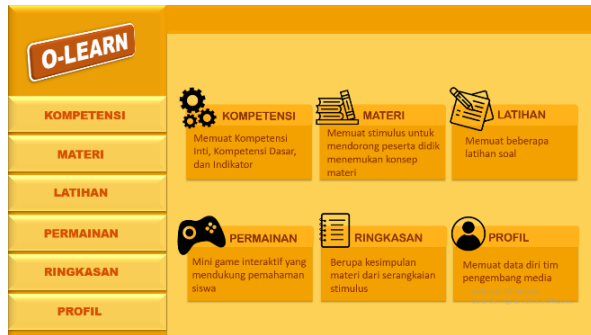 O-LEARN
KOMPETENSI
MATERI
LATIHAN
PERMAINAN
RINGKASAN
PROFIL
KOMPETENSI
Memuat Kompetensi
Inti, Kompetensi Dasar,
dan Indikator
MATERI
Memuat stimulus untuk
mendorong peserta didik
menemukan konsep
materi
LATIHAN
Memuat beberapa
latihan soal
PERMAINAN
Mini game interaktif yang
mendukung pemahaman
siswa
RINGKASAN
Berupa kesimpulan
materi dari serangkaian
stimulus
PROFIL
Memuat data diri tim
pengembang media